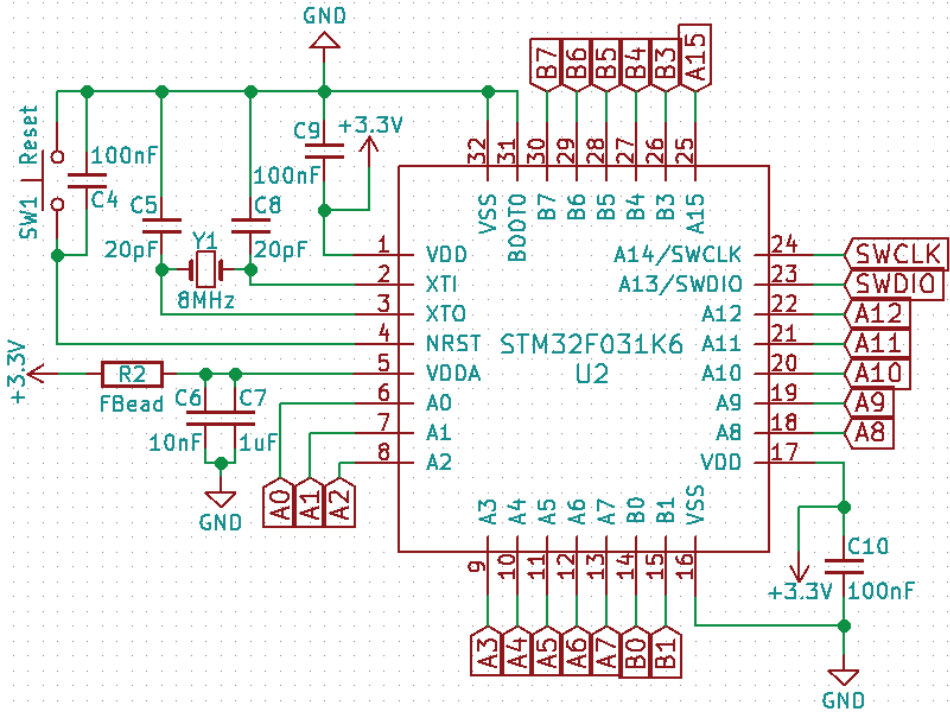 GND
B7
B6
B5
B4
B3
A15
SW1 Reset
100nF
C4
C5
20pF
C8
20pF
Y1
8MHz
C9
100nF
+3.3V
32
31
30
29
28
27
26
25
VSS
BOOT0
B7
B6
B5
B4
B3
A15
1 VDD
2 XTI
3 XTO
4 NRST
5 VDDA
6 A0
7 A1
8 A2
STM32F031K6
U2
A14/SWCLK 24 SWCLK
A13/SWDIO 23 SWDIO
A12 22 A12
A11 21 A11
A10 20 A10
A9 19 A9
A8 18 A8
VDD 17
+3.3V
R2
FBead
C6
10nF
C7
1uF
GND
A0
A1
A2
A3
A4
A5
A6
A7
B0
B1
VSS
9
10
11
12
13
14
15
16
A3
A4
A5
A6
A7
B0
B1
C10
100nF
+3.3V
GND